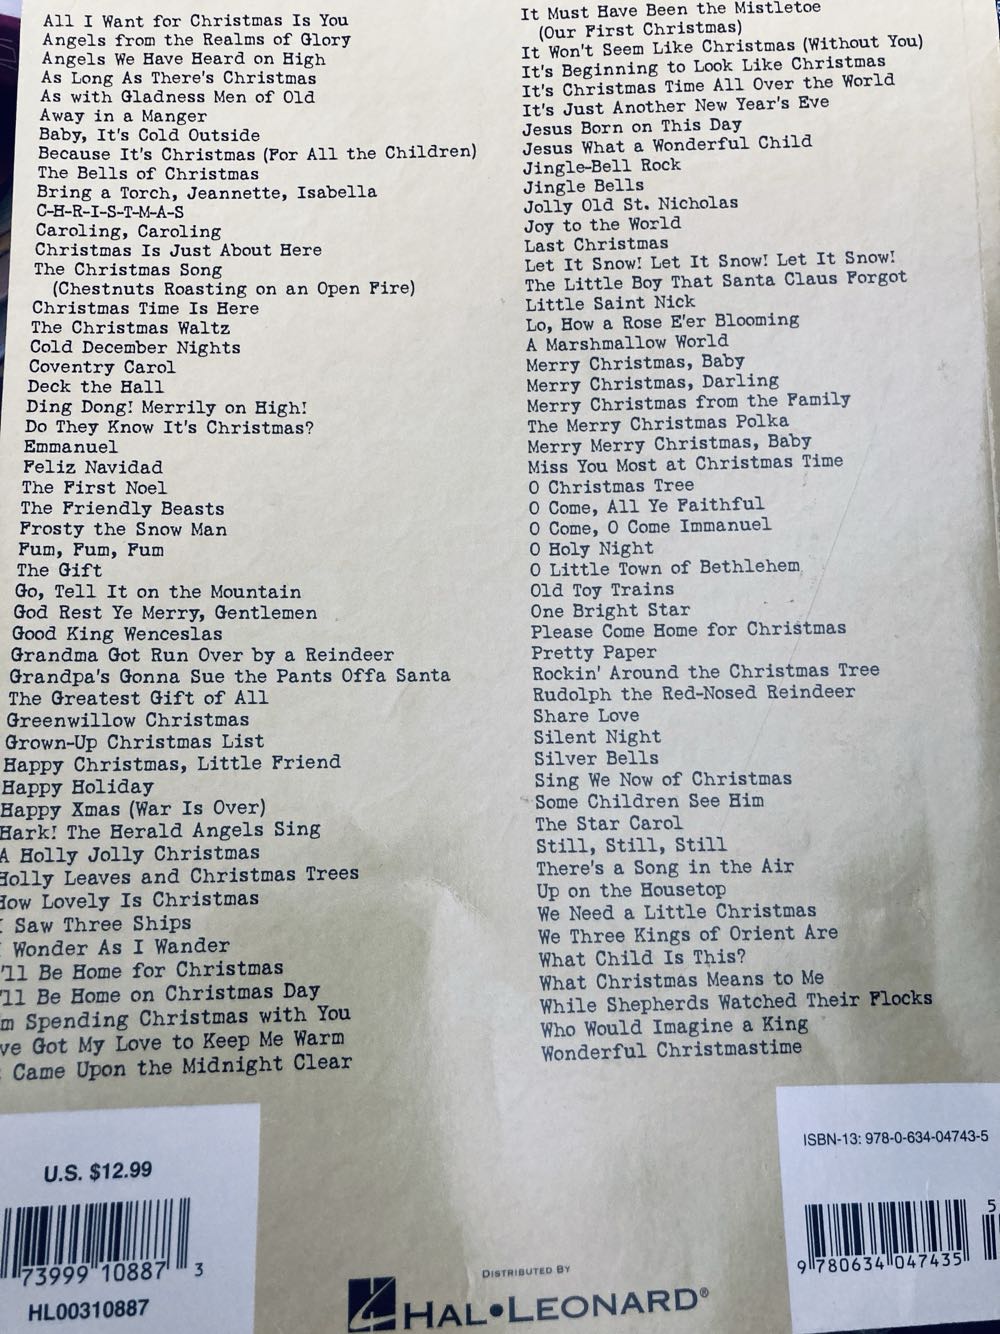 All I Want for Christmas Is You
Angels from the Realms of Glory
Angels We Have Heard on High
As Long As There's Christmas
As with Gladness Men of Old
Away in a Manger
Baby, It's Cold Outside
Because It's Christmas (For All the Children)
The Bells of Christmas
Bring a Torch, Jeannette, Isabella
C-H-R-I-S-T-M-A-S
Caroling, Caroling
Christmas Is Just About Here
The Christmas Song
(Chestnuts Roasting on an Open Fire)
Christmas Time Is Here
The Christmas Waltz
Cold December Nights
Coventry Carol
Deck the Hall
Ding Dong! Merrily on High!
Do They Know It's Christmas?
Emmanuel
Feliz Navidad
The First Noel
The Friendly Beasts
Frosty the Snow Man
Fum, Fum, Fum
The Gift
Go, Tell It on the Mountain
God Rest Ye Merry, Gentlemen
Good King Wenceslas
Grandma Got Run Over by a Reindeer
Grandpa's Gonna Sue the Pants Offa Santa
The Greatest Gift of All
Greenwillow Christmas
Grown-Up Christmas List
Happy Christmas, Little Friend
Happy Holiday
Happy Xmas (War Is Over)
Hark! The Herald Angels Sing
A Holly Jolly Christmas
Holly Leaves and Christmas Trees
How Lovely Is Christmas
I Saw Three Ships
I Wonder As I Wander
'll Be Home for Christmas
'll Be Home on Christmas Day
m Spending Christmas with You
ve Got My Love to Keep Me Warm
Came Upon the Midnight Clear
It Must Have Been the Mistletoe
(Our First Christmas)
It Won't Seem Like Christmas (Without You)
It's Beginning to Look Like Christmas
It's Christmas Time All Over the World
It's Just Another New Year's Eve
Jesus Born on This Day
Jesus What a Wonderful Child
Jingle-Bell Rock
Jingle Bells
Jolly Old St. Nicholas
Joy to the World
Last Christmas
Let It Snow! Let It Snow! Let It Snow!
The Little Boy That Santa Claus Forgot
Little Saint Nick
Lo, How a Rose E'er Blooming
A Marshmallow World
Merry Christmas, Baby
Merry Christmas, Darling
Merry Christmas from the Family
The Merry Christmas Polka
Merry Merry Christmas, Baby
Miss You Most at Christmas Time
O Christmas Tree
O Come, All Ye Faithful
O Come, O Come Immanuel
O Holy Night
O Little Town of Bethlehem
Old Toy Trains
One Bright Star
Please Come Home for Christmas
Pretty Paper
Rockin' Around the Christmas Tree
Rudolph the Red-Nosed Reindeer
Share Love
Silent Night
Silver Bells
Sing We Now of Christmas
Some Children See Him
The Star Carol
Still, Still, Still
There's a Song in the Air
Up on the Housetop
We Need a Little Christmas
We Three Kings of Orient Are
What Child Is This?
What Christmas Means to Me
While Shepherds Watched Their Flocks
Who Would Imagine a King
Wonderful Christmastime
U.S. $12.99
73999 10887 3
HL00310887
DISTRIBUTED BY
HAL•LEONARD®
ISBN-13: 978-0-634-04743-5
5
9 780634 047435